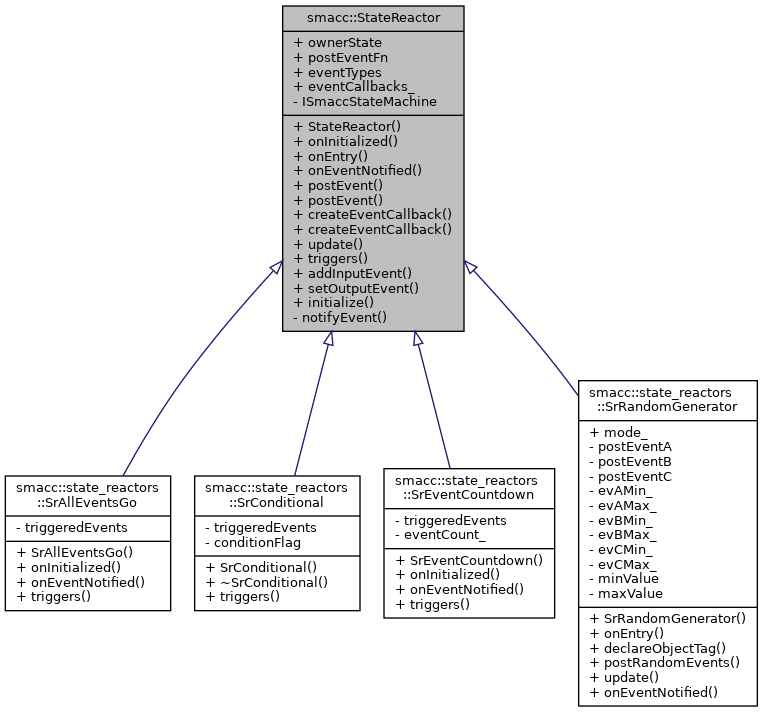 smacc::StateReactor
+ ownerState
+ postEventFn
+ eventTypes
+ eventCallbacks_
- ISmaccStateMachine
+ StateReactor()
+ onInitialized()
+ onEntry()
+ onEventNotified()
+ postEvent()
+ postEvent()
+ createEventCallback()
+ createEventCallback()
+ update()
+ triggers()
+ addInputEvent()
+ setOutputEvent()
+ initialize()
- notifyEvent()
smacc::state_reactors
::SrAllEventsGo
- triggeredEvents
+ SrAllEventsGo()
+ onInitialized()
+ onEventNotified()
+ triggers()
smacc::state_reactors
::SrConditional
- triggeredEvents
- conditionFlag
+ SrConditional()
+ ~SrConditional()
+ triggers()
smacc::state_reactors
::SrEventCountdown
- triggeredEvents
- eventCount_
+ SrEventCountdown()
+ onInitialized()
+ onEventNotified()
+ triggers()
smacc::state_reactors
::SrRandomGenerator
+ mode_
- postEventA
- postEventB
- postEventC
- evAMin_
- evAMax_
- evBMin_
- evBMax_
- evCMin_
- evCMax_
- minValue
- maxValue
+ SrRandomGenerator()
+ onEntry()
+ declareObjectTag()
+ postRandomEvents()
+ update()
+ onEventNotified()